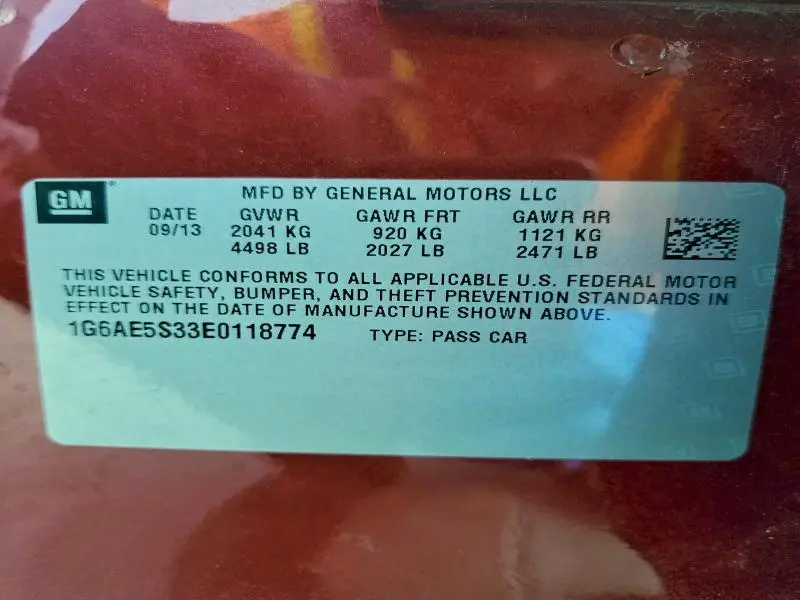 GM® MFD BY GENERAL MOTORS LLC
DATE GVWR GAWR FRT GAWR RR
09/13 2041 KG 920 KG 1121 KG
4498 LB 2027 LB 2471 LB
THIS VEHICLE CONFORMS TO ALL APPLICABLE U.S. FEDERAL MOTOR
VEHICLE SAFETY, BUMPER, AND THEFT PREVENTION STANDARDS IN
EFFECT ON THE DATE OF MANUFACTURE SHOWN ABOVE.
1G6AE5S33E0118774 TYPE: PASS CAR